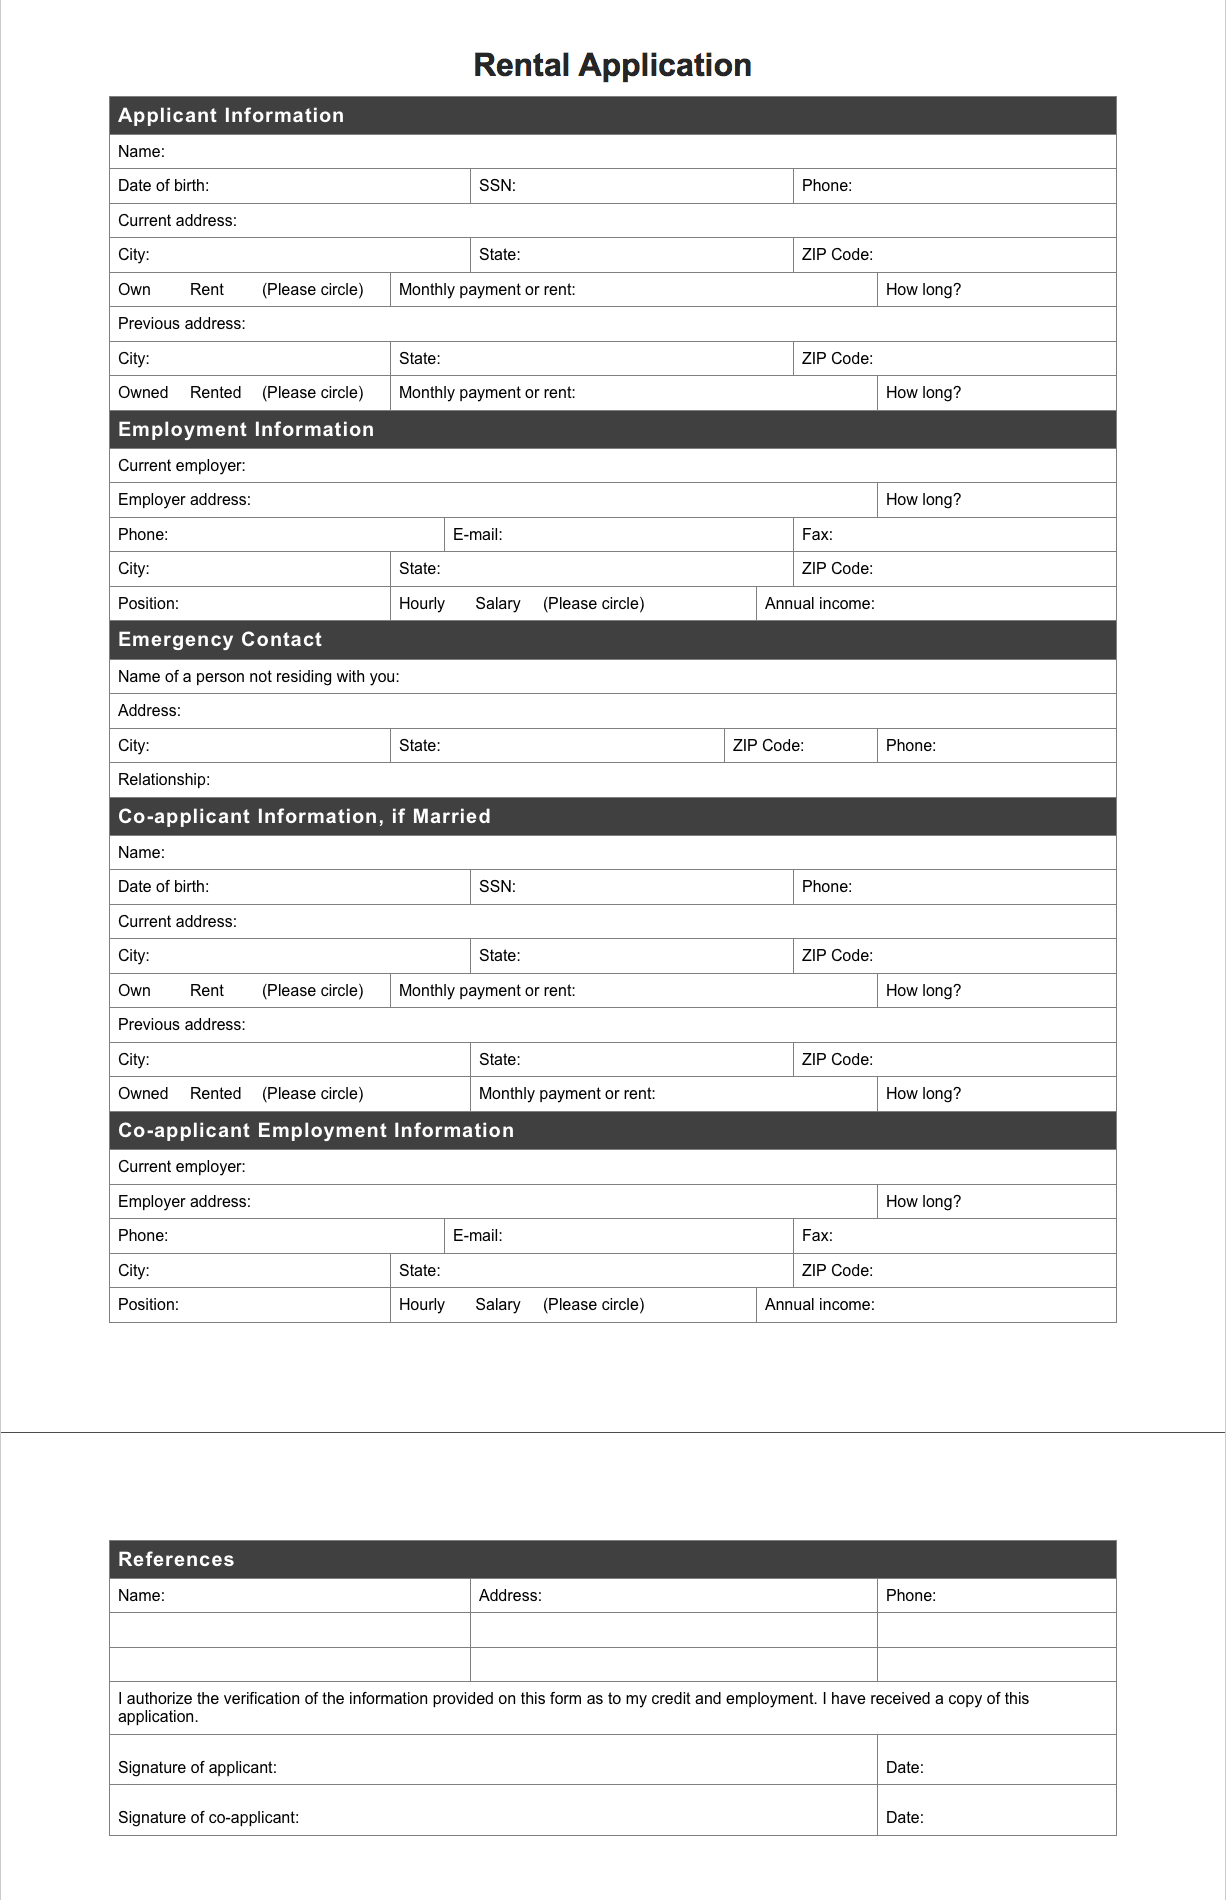 Rental Application
Applicant Information
Name:
Date of birth: SSN: Phone:
Current address:
City: State: ZIP Code:
Own Rent (Please circle) Monthly payment or rent: How long?
Previous address:
City: State: ZIP Code:
Owned Rented (Please circle) Monthly payment or rent: How long?
Employment Information
Current employer:
Employer address: How long?
Phone: E-mail: Fax:
City: State: ZIP Code:
Position: Hourly Salary (Please circle) Annual income:
Emergency Contact
Name of a person not residing with you:
Address:
City: State: ZIP Code: Phone:
Relationship:
Co-applicant Information, if Married
Name:
Date of birth: SSN: Phone:
Current address:
City: State: ZIP Code:
Own Rent (Please circle) Monthly payment or rent: How long?
Previous address:
City: State: ZIP Code:
Owned Rented (Please circle) Monthly payment or rent: How long?
Co-applicant Employment Information
Current employer:
Employer address: How long?
Phone: E-mail: Fax:
City: State: ZIP Code:
Position: Hourly Salary (Please circle) Annual income:
References
Name: Address: Phone:
I authorize the verification of the information provided on this form as to my credit and employment. I have received a copy of this
application.
Signature of applicant: Date:
Signature of co-applicant: Date: